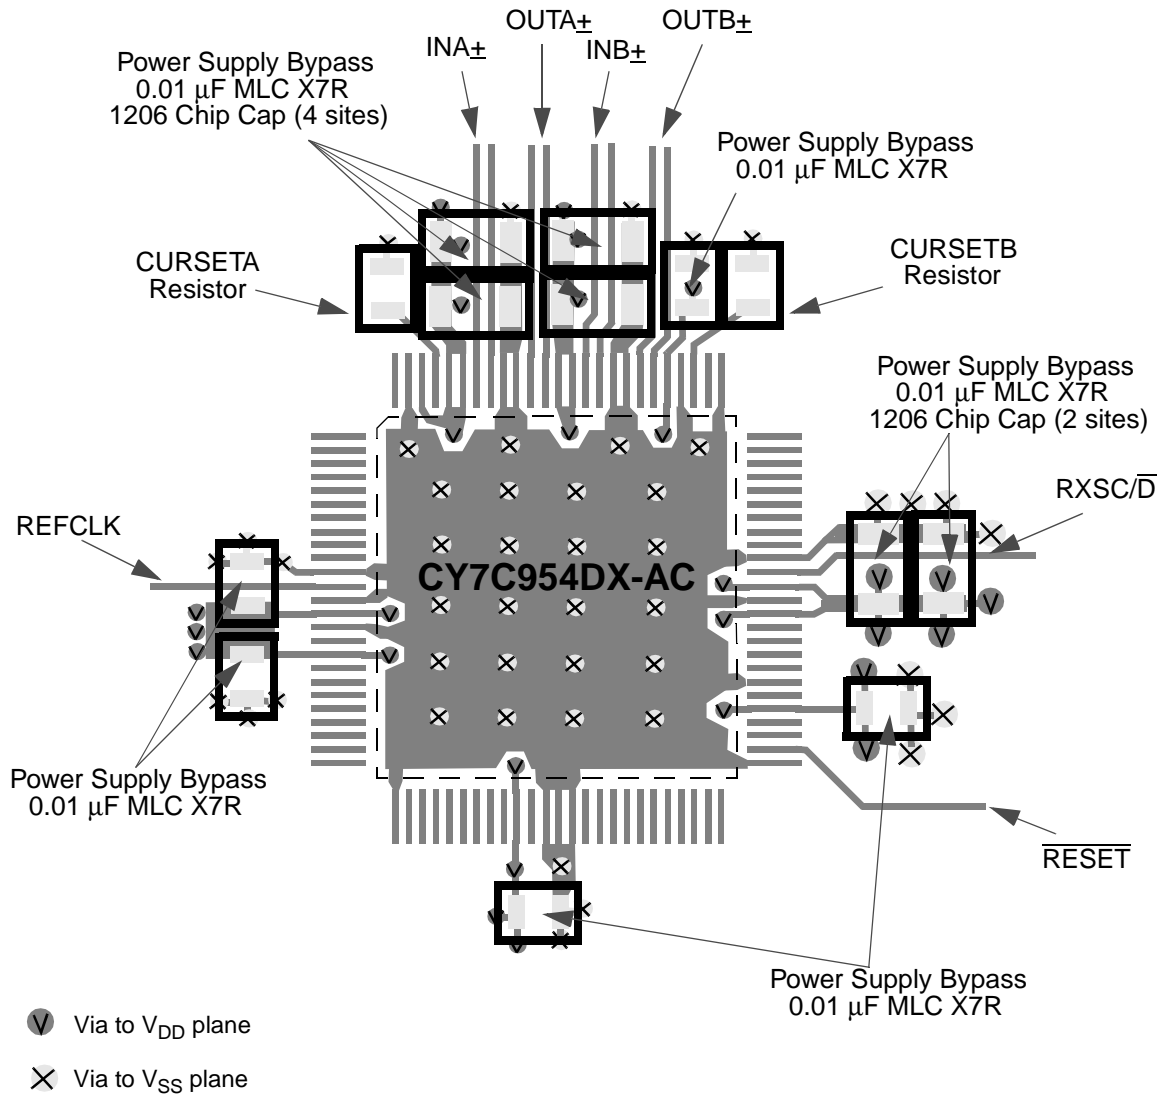 OUTA±
OUTB±
INA±
INB±
Power Supply Bypass
0.01 μF MLC X7R
1206 Chip Cap (4 sites)
Power Supply Bypass
0.01 μF MLC X7R
CURSETA
Resistor
CURSETB
Resistor
Power Supply Bypass
0.01 μF MLC X7R
1206 Chip Cap (2 sites)
RXSC/D̅
REFCLK
CY7C954DX-AC
Power Supply Bypass
0.01 μF MLC X7R
R̅E̅S̅E̅T̅
Power Supply Bypass
0.01 μF MLC X7R
V Via to VDD plane
X Via to VSS plane